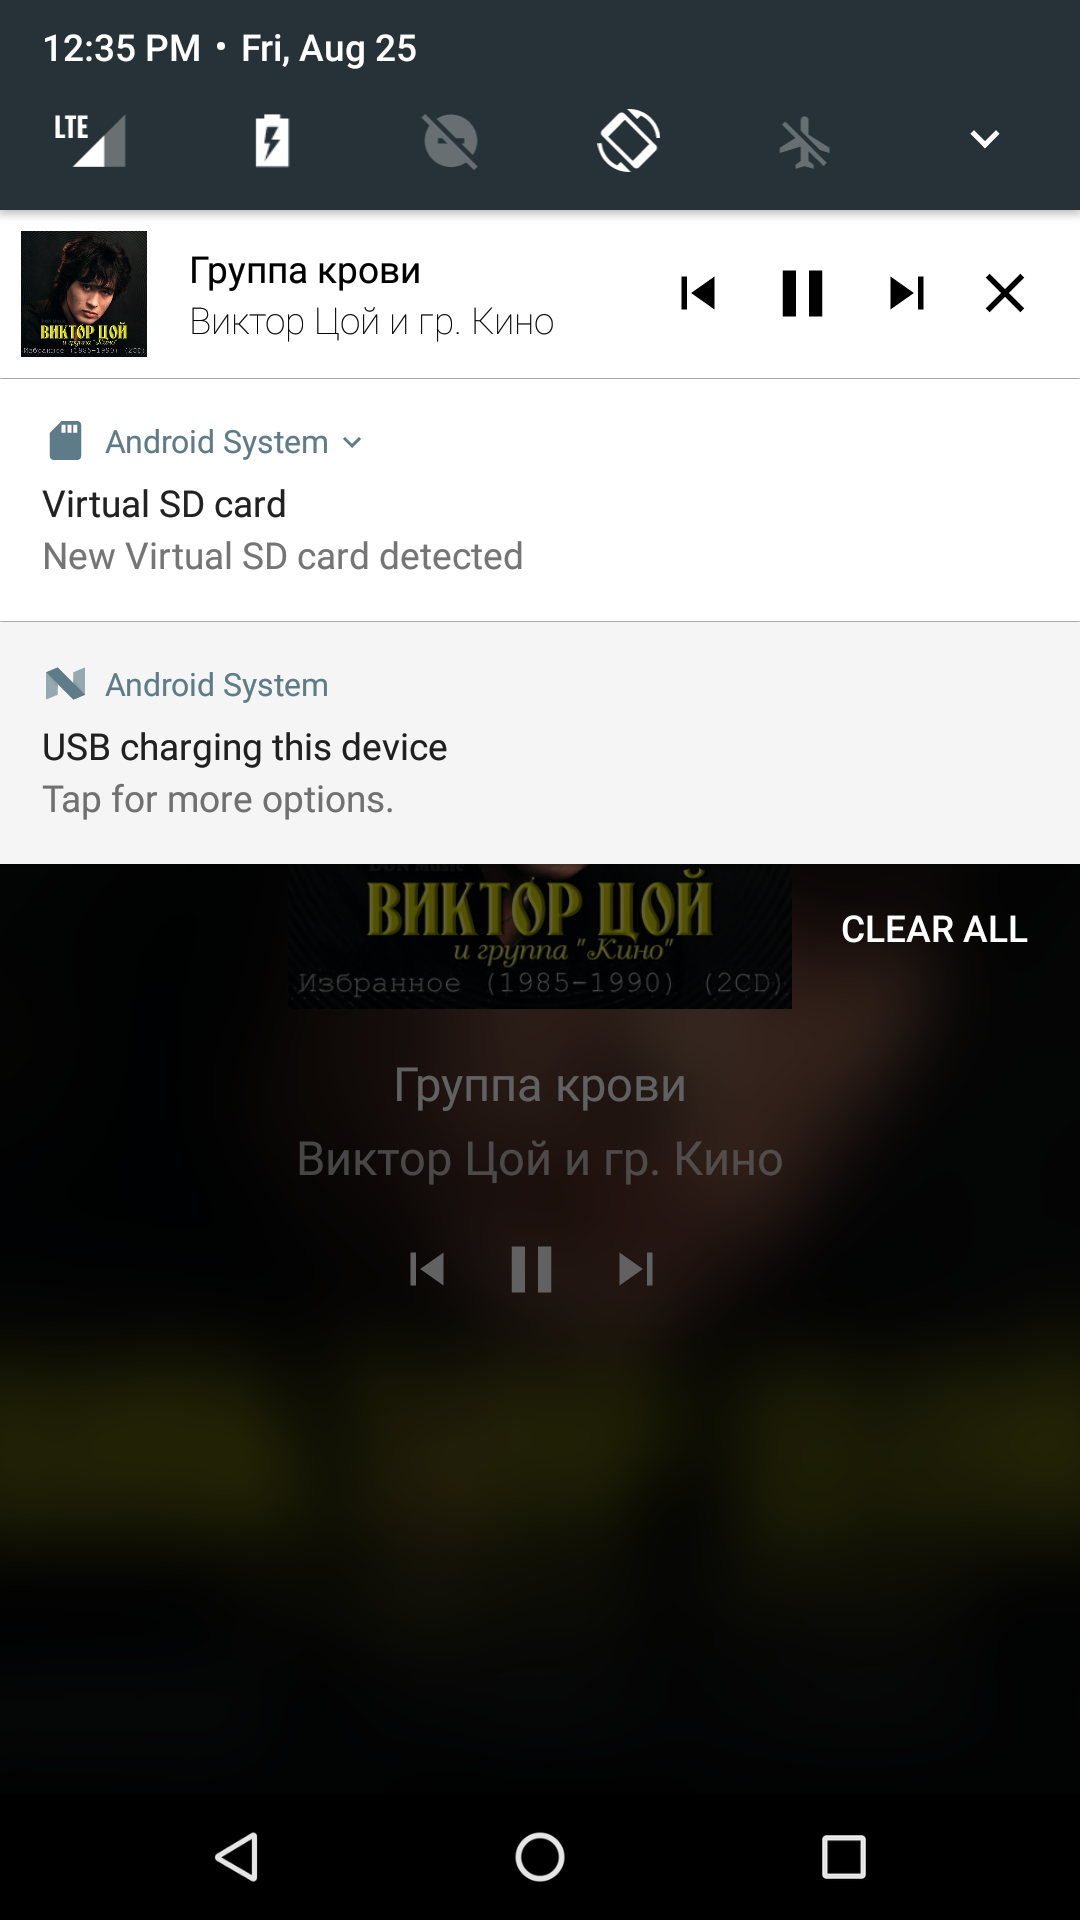 12:35 PM • Fri, Aug 25
LTE
ВИКТОР ЦОЙ
и группа "Кино"
Избранное (1985-1990) (2CD)
Группа крови
Виктор Цой и гр. Кино
Android System
Virtual SD card
New Virtual SD card detected
Android System
USB charging this device
Tap for more options.
ВИКТОР ЦОЙ
и группа "Кино"
Избранное (1985-1990) (2CD)
CLEAR ALL
Группа крови
Виктор Цой и гр. Кино